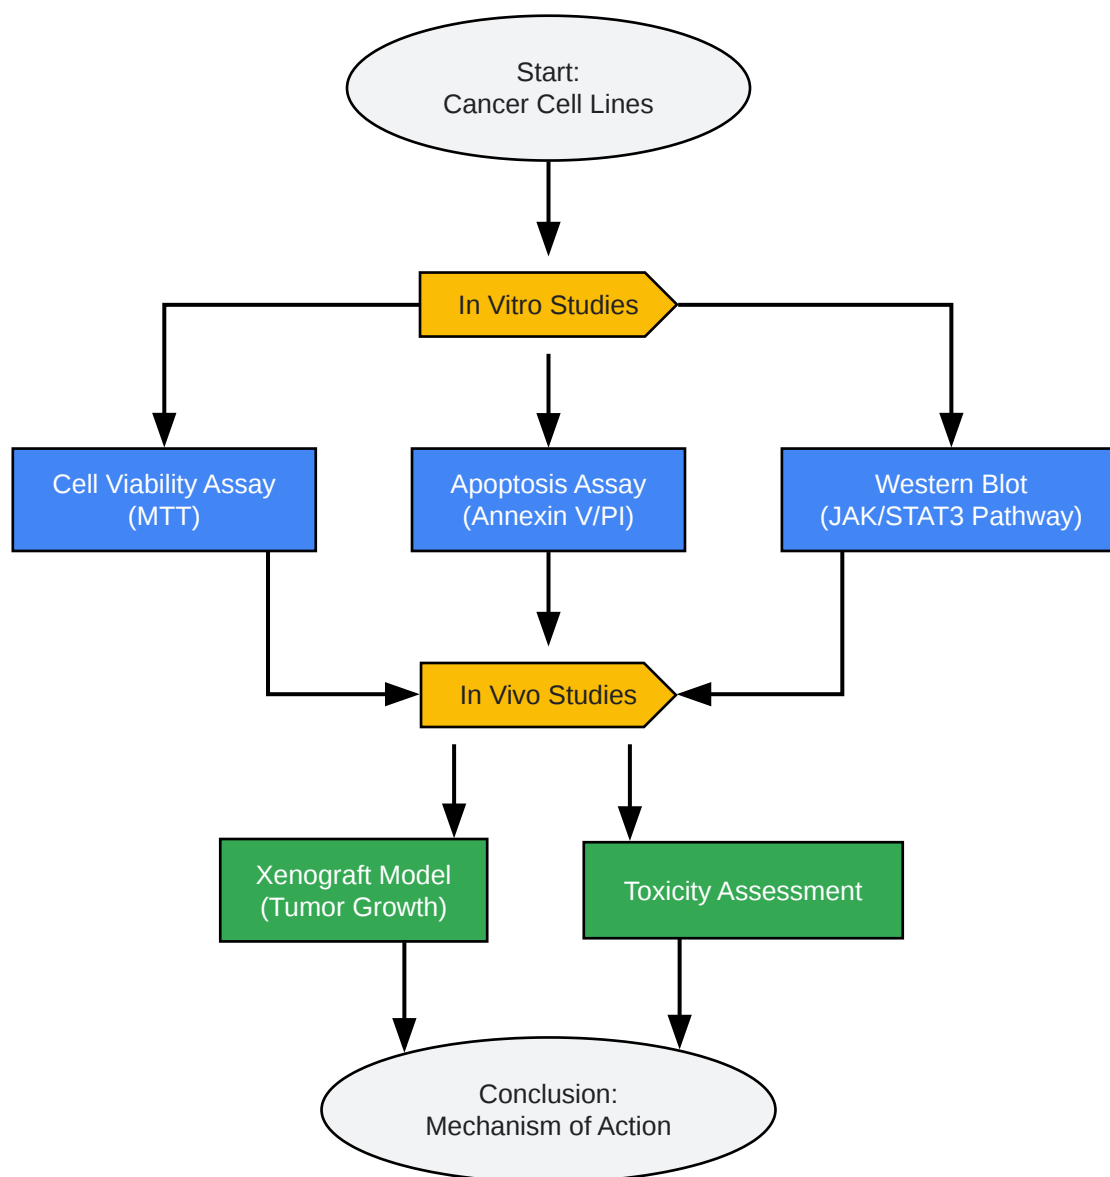 Start:
Cancer Cell Lines
In Vitro Studies
Cell Viability Assay
(MTT)
Apoptosis Assay
(Annexin V/PI)
Western Blot
(JAK/STAT3 Pathway)
In Vivo Studies
Xenograft Model
(Tumor Growth)
Toxicity Assessment
Conclusion:
Mechanism of Action